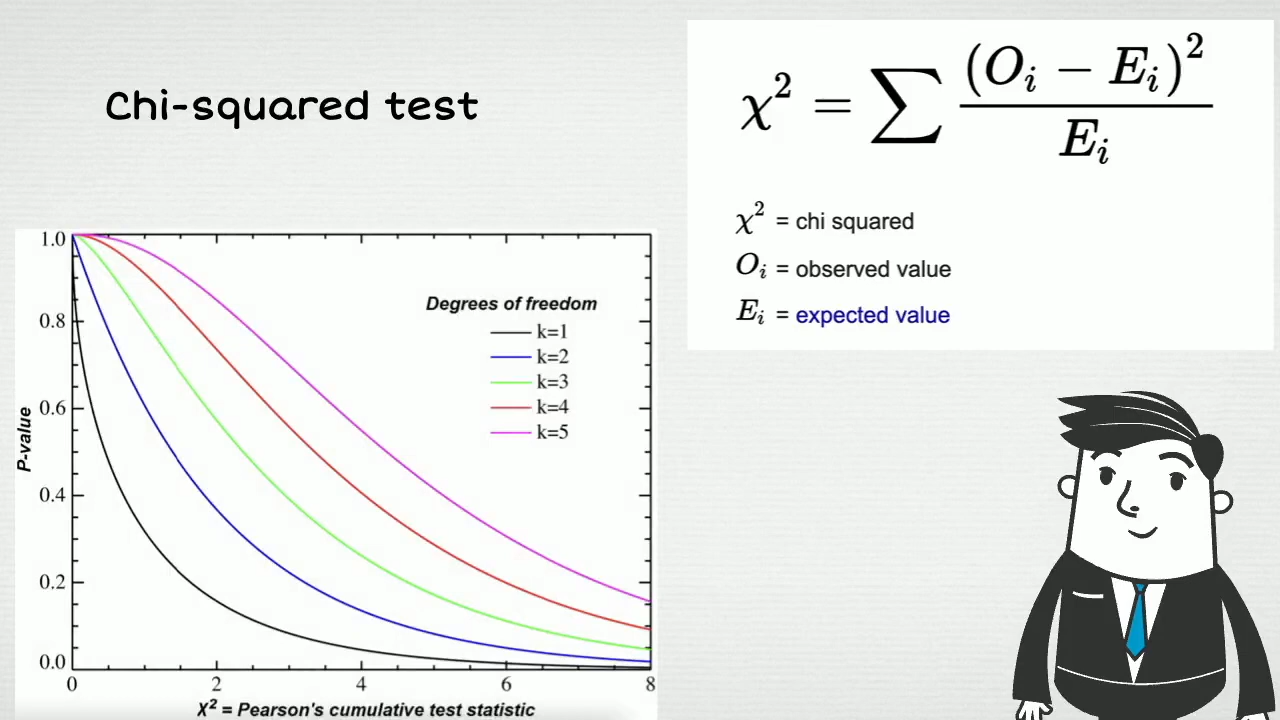 Chi-squared test
χ² = ∑ (Oᵢ − Eᵢ)² / Eᵢ
χ² = chi squared
Oᵢ = observed value
Eᵢ = expected value
P-value
1.0
0.8
0.6
0.4
0.2
0.0
Degrees of freedom
k=1
k=2
k=3
k=4
k=5
0 2 4 6 8
X² = Pearson's cumulative test statistic